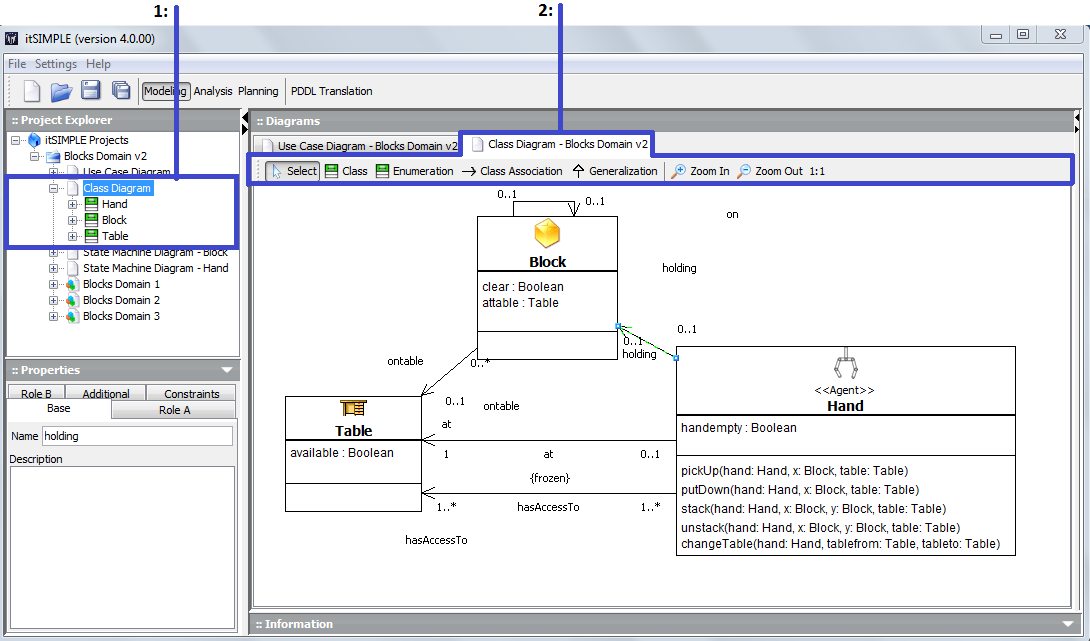 1:
2:
itSIMPLE (version 4.0.00)
File Settings Help
Modeling Analysis Planning PDDL Translation
:: Project Explorer
itSIMPLE Projects
Blocks Domain v2
Use Case Diagram
Class Diagram
Hand
Block
Table
State Machine Diagram - Block
State Machine Diagram - Hand
Blocks Domain 1
Blocks Domain 2
Blocks Domain 3
:: Properties
Role B Additional Constraints
Base Role A
Name holding
Description
:: Diagrams
Use Case Diagram - Blocks Domain v2 Class Diagram - Blocks Domain v2
Select Class Enumeration Class Association Generalization Zoom In Zoom Out 1:1
0..1
0..1
on
Block
clear : Boolean
attable : Table
holding
0..1
0..1
holding
ontable
0..*
0..1
ontable
<<Agent>>
Hand
handempty : Boolean
pickUp(hand: Hand, x: Block, table: Table)
putDown(hand: Hand, x: Block, table: Table)
stack(hand: Hand, x: Block, y: Block, table: Table)
unstack(hand: Hand, x: Block, y: Block, table: Table)
changeTable(hand: Hand, tablefrom: Table, tableto: Table)
Table
available : Boolean
at
1 at 0..1
{frozen}
1..* hasAccessTo 1..*
hasAccessTo
:: Information